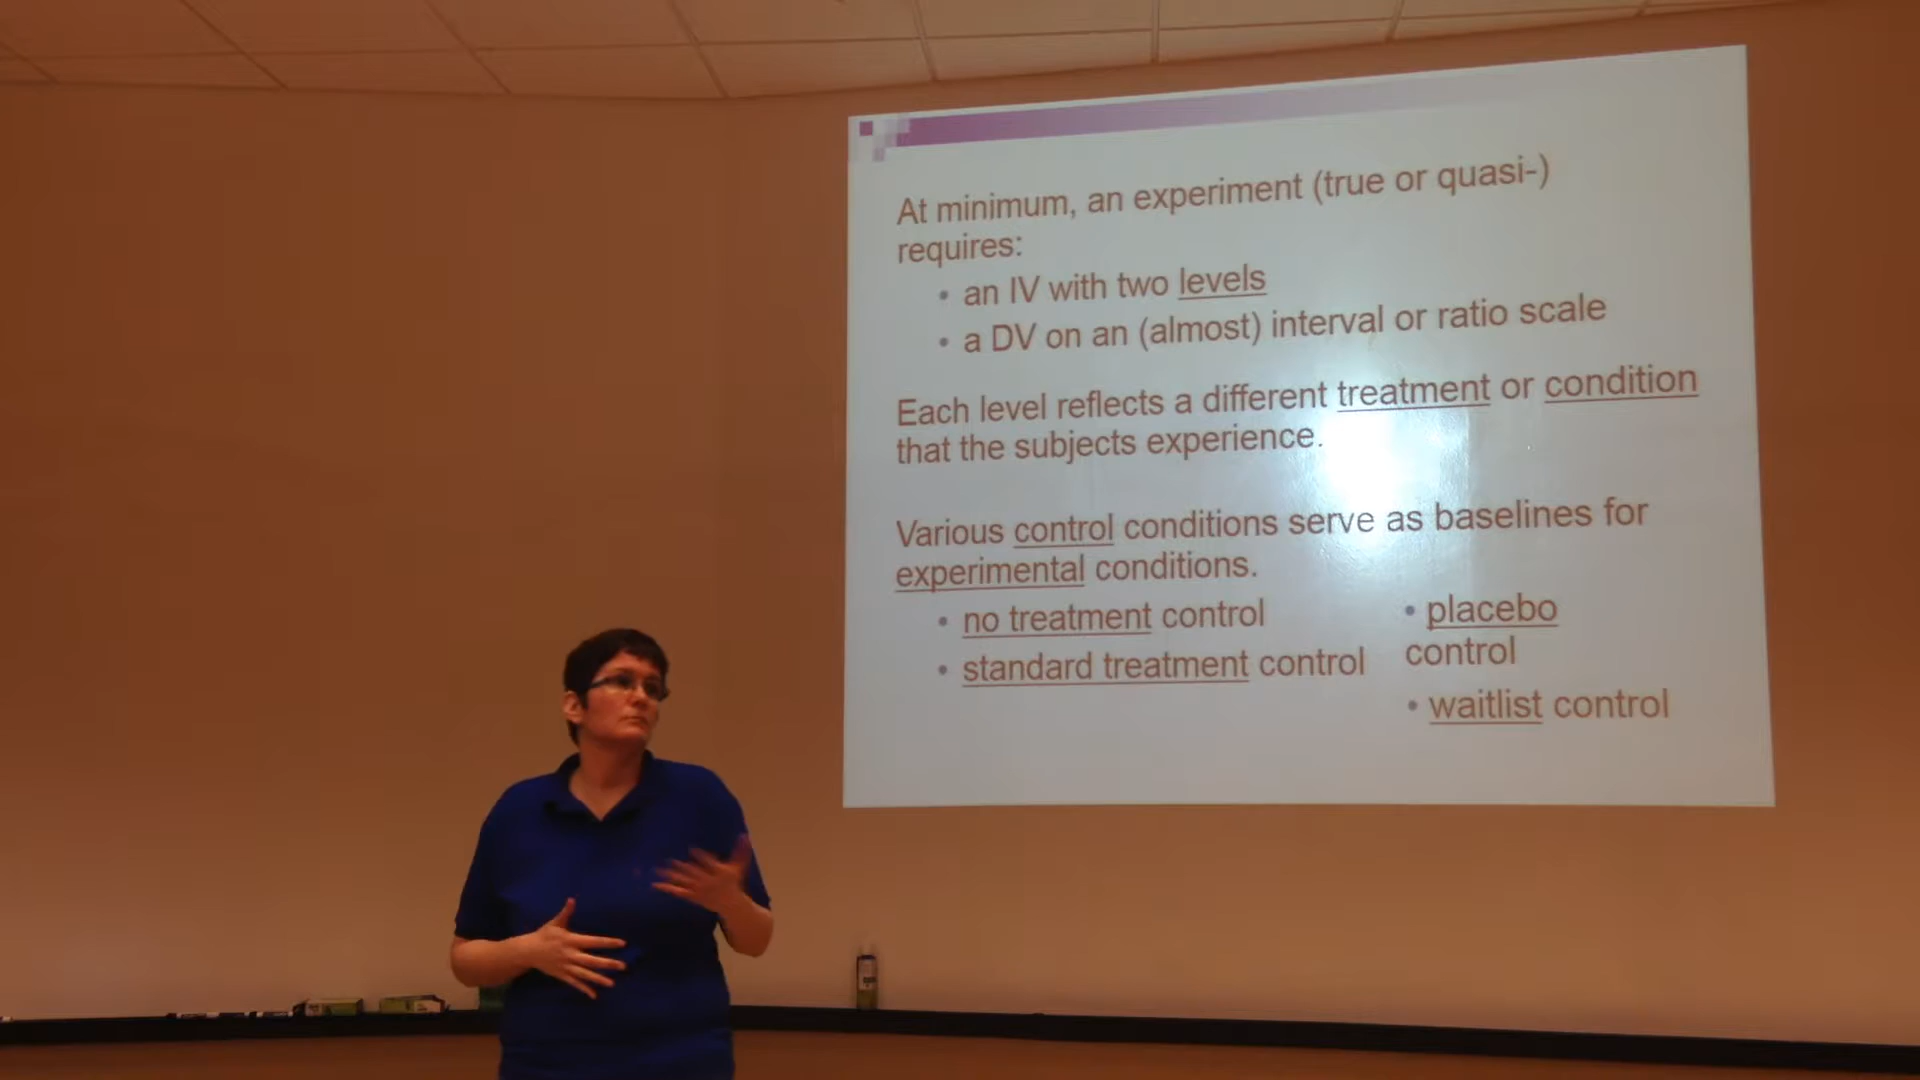 At minimum, an experiment (true or quasi-)
requires:
• an IV with two levels
• a DV on an (almost) interval or ratio scale
Each level reflects a different treatment or condition
that the subjects experience.
Various control conditions serve as baselines for
experimental conditions.
• no treatment control
• standard treatment control
• placebo
control
• waitlist control